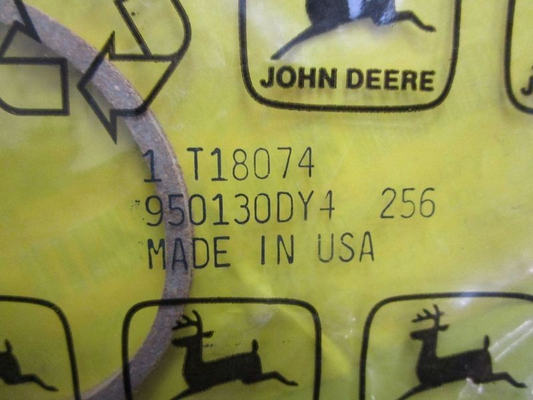 JOHN DEERE
1 T18074
950130DY4 256
MADE IN USA